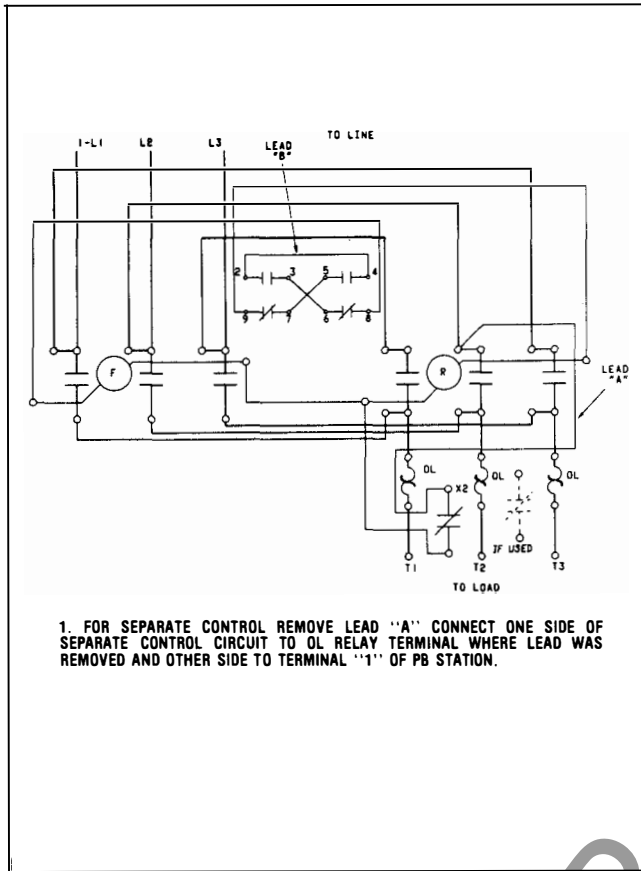 TO LINE
1-L1 L2 L3 LEAD "B"
2 3 5 4
9 7 6 8
F R
LEAD "A"
OL X2 OL OL
IF USED
T1 T2 T3
TO LOAD
1. FOR SEPARATE CONTROL REMOVE LEAD "A" CONNECT ONE SIDE OF
SEPARATE CONTROL CIRCUIT TO OL RELAY TERMINAL WHERE LEAD WAS
REMOVED AND OTHER SIDE TO TERMINAL "1" OF PB STATION.